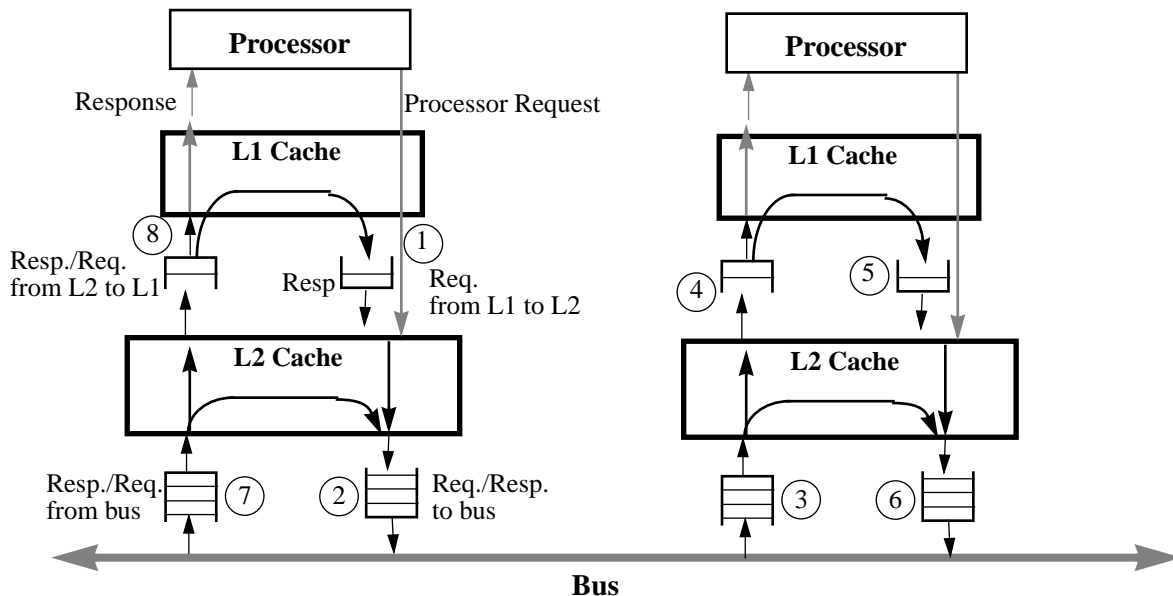 Processor
Processor
Response
Processor Request
L1 Cache
L1 Cache
8
1
Resp./Req.
from L2 to L1
Resp
Req.
from L1 to L2
4
5
L2 Cache
L2 Cache
Resp./Req.
from bus
7
2
Req./Resp.
to bus
3
6
Bus